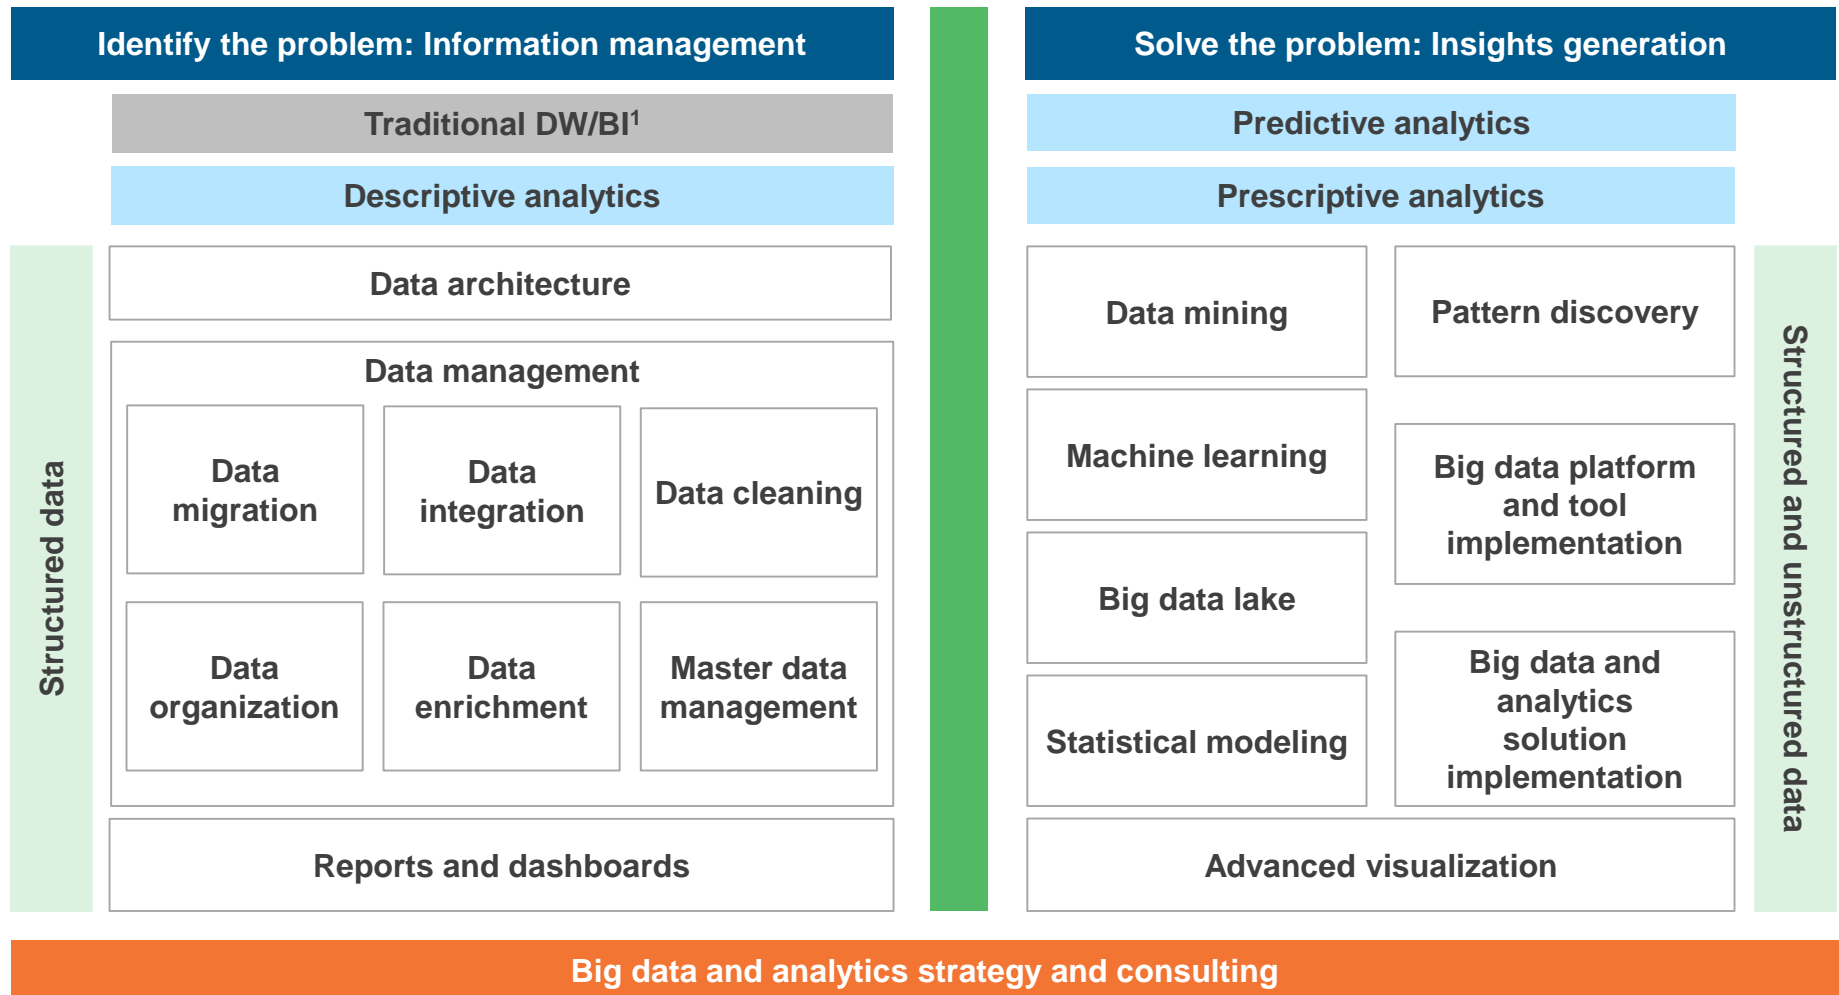 Identify the problem: Information management
Traditional DW/BI¹
Descriptive analytics
Structured data
Data architecture
Data management
Data
migration
Data
integration
Data cleaning
Data
organization
Data
enrichment
Master data
management
Reports and dashboards
Solve the problem: Insights generation
Predictive analytics
Prescriptive analytics
Data mining
Machine learning
Big data lake
Statistical modeling
Pattern discovery
Big data platform
and tool
implementation
Big data and
analytics
solution
implementation
Advanced visualization
Structured and unstructured data
Big data and analytics strategy and consulting